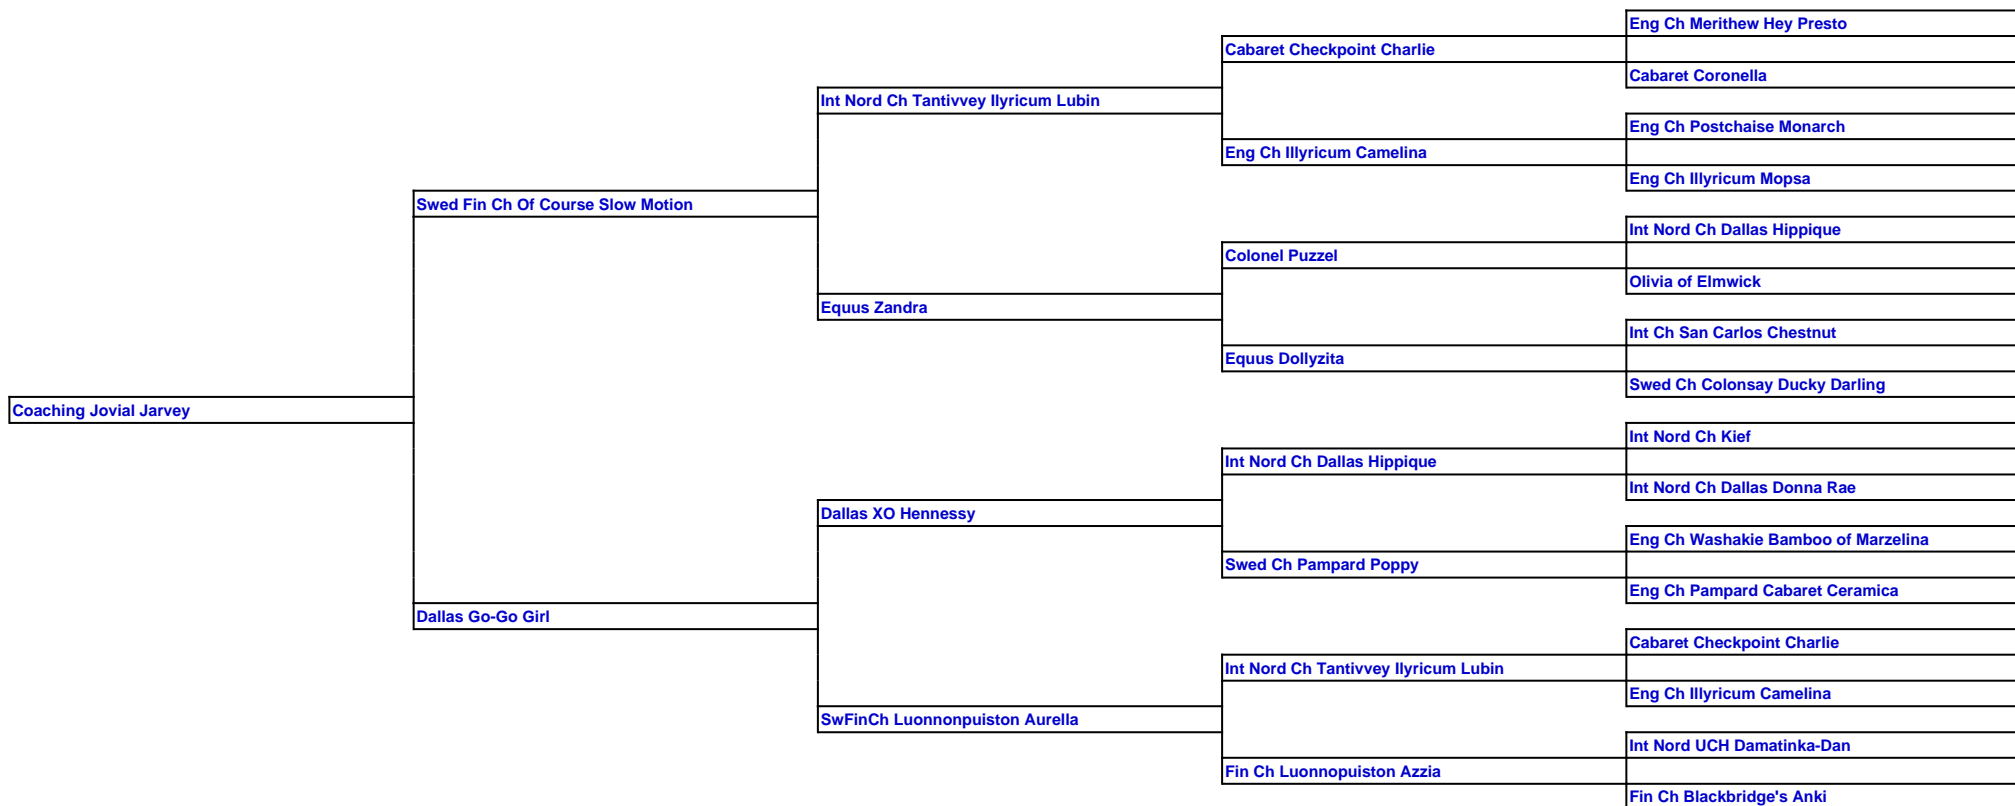 Eng Ch Merithew Hey Presto
Cabaret Checkpoint Charlie
Cabaret Coronella
Int Nord Ch Tantivvey Ilyricum Lubin
Eng Ch Postchaise Monarch
Eng Ch Illyricum Camelina
Eng Ch Illyricum Mopsa
Swed Fin Ch Of Course Slow Motion
Int Nord Ch Dallas Hippique
Colonel Puzzel
Olivia of Elmwick
Equus Zandra
Int Ch San Carlos Chestnut
Equus Dollyzita
Swed Ch Colonsay Ducky Darling
Coaching Jovial Jarvey
Int Nord Ch Kief
Int Nord Ch Dallas Hippique
Int Nord Ch Dallas Donna Rae
Dallas XO Hennessy
Eng Ch Washakie Bamboo of Marzelina
Swed Ch Pampard Poppy
Eng Ch Pampard Cabaret Ceramica
Dallas Go-Go Girl
Cabaret Checkpoint Charlie
Int Nord Ch Tantivvey Ilyricum Lubin
Eng Ch Illyricum Camelina
SwFinCh Luonnonpuiston Aurella
Int Nord UCH Damatinka-Dan
Fin Ch Luonnopuiston Azzia
Fin Ch Blackbridge's Anki